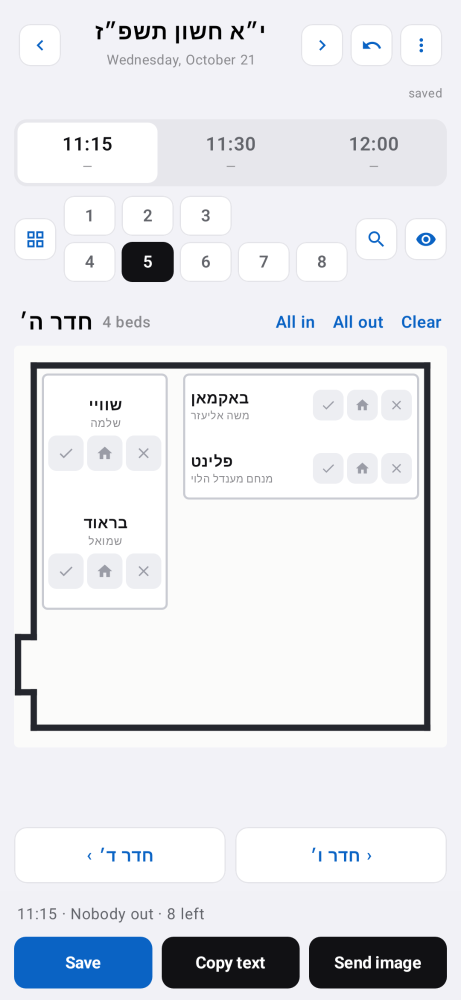 י״א חשון תשפ״ז
Wednesday, October 21
saved
11:15 11:30 12:00
– – –
1 2 3
4 5 6 7 8
חדר ה׳ 4 beds All in All out Clear
שווייי
שלמה
בראוד
שמואל
באקמאן
משה אליעזר
פלינט
מנחם מענדל הלוי
‹ חדר ד׳
חדר ו׳ ›
11:15 · Nobody out · 8 left
Save Copy text Send image